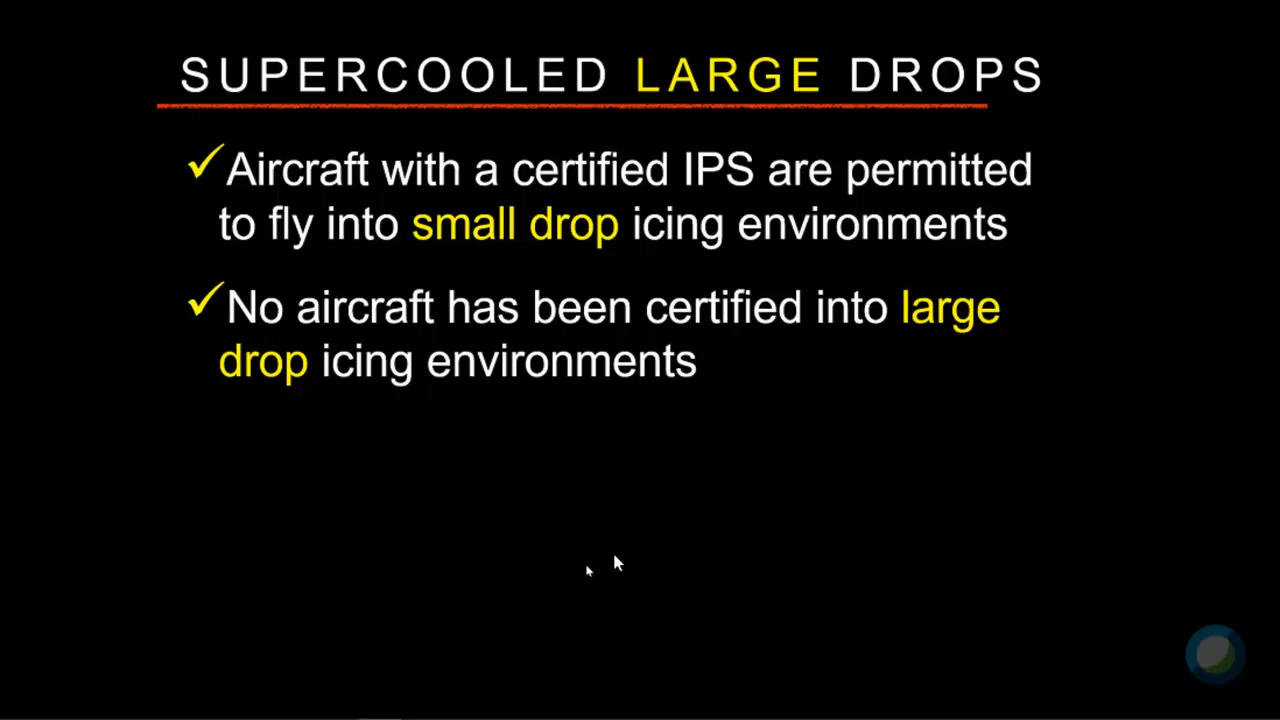 SUPERCOOLED LARGE DROPS
✓Aircraft with a certified IPS are permitted
to fly into small drop icing environments
✓No aircraft has been certified into large
drop icing environments